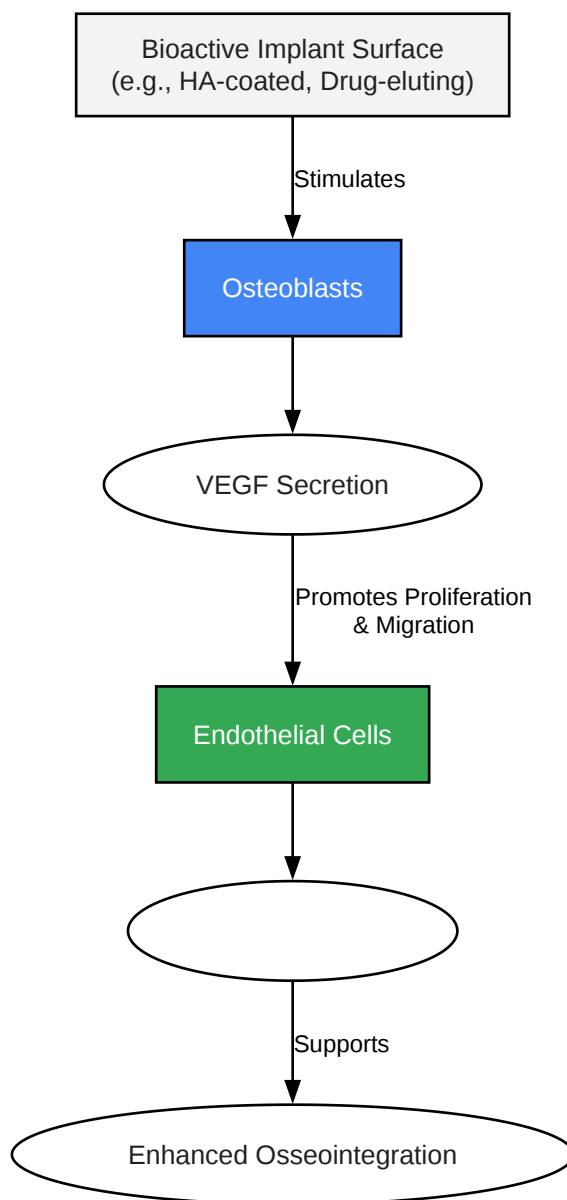 Bioactive Implant Surface
(e.g., HA-coated, Drug-eluting)
Stimulates
Osteoblasts
VEGF Secretion
Promotes Proliferation
& Migration
Endothelial Cells
Supports
Enhanced Osseointegration